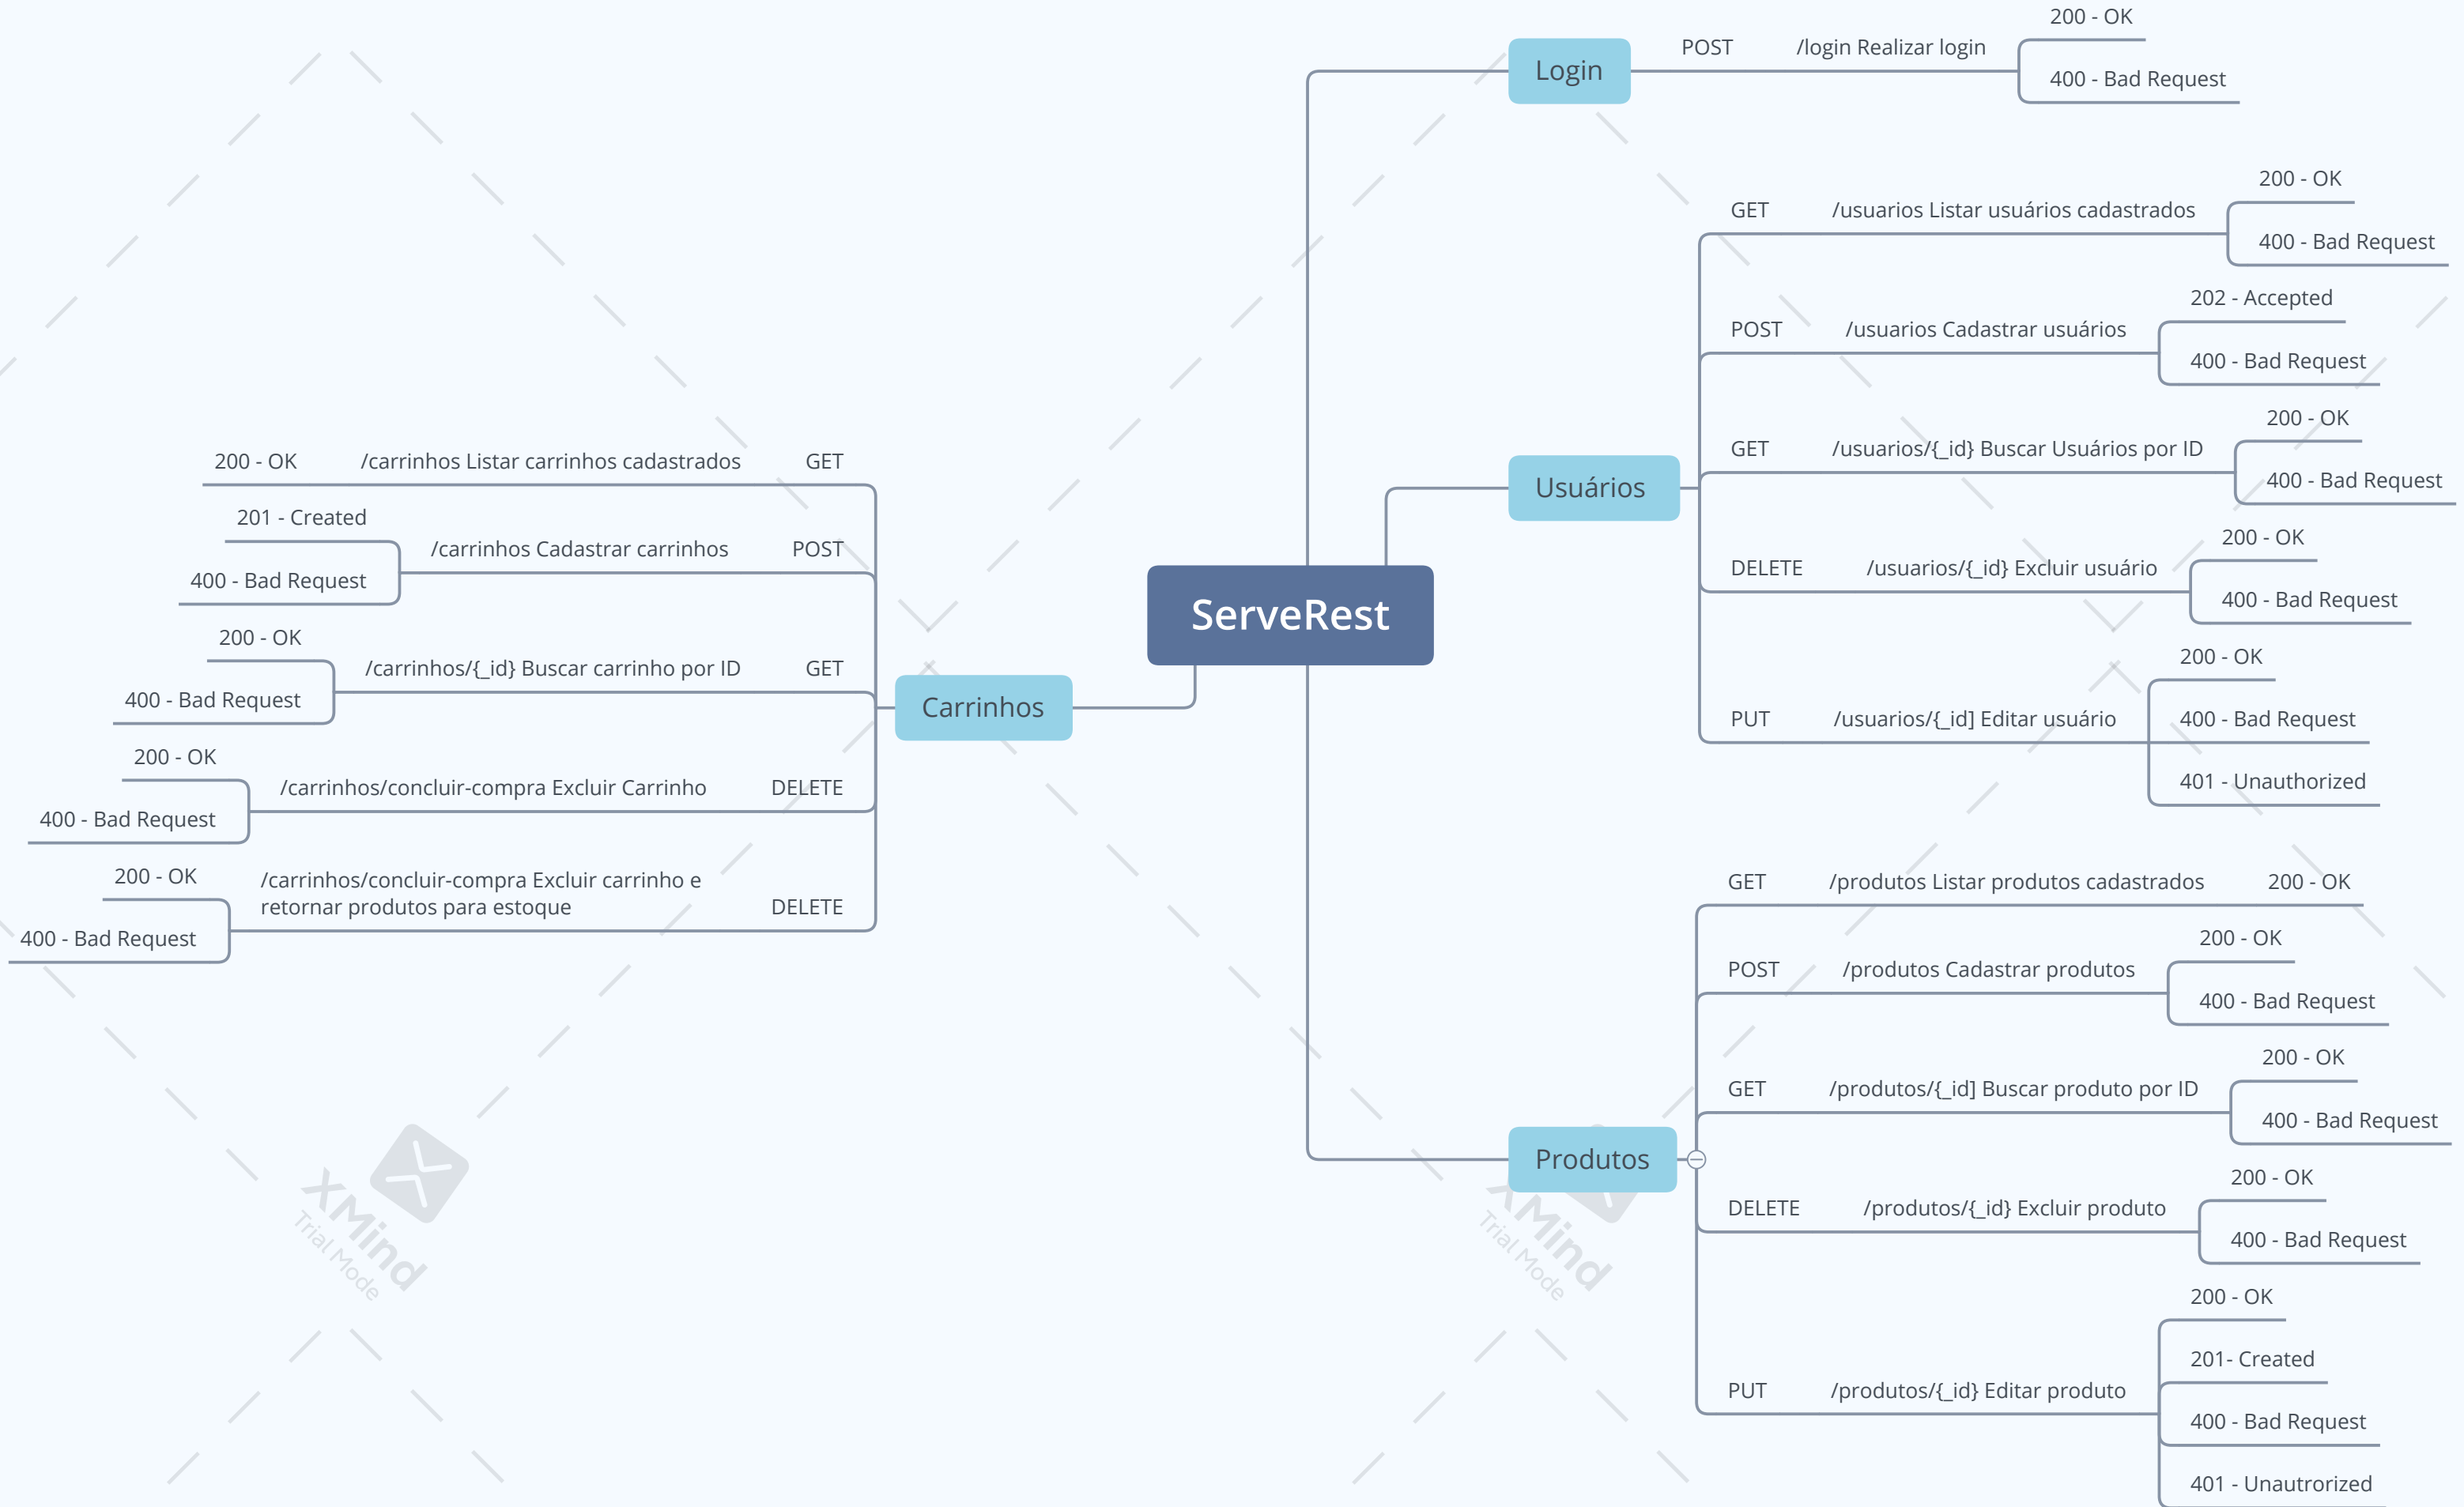 ServeRest
Login
POST /login Realizar login
200 - OK
400 - Bad Request
Usuários
GET /usuarios Listar usuários cadastrados
200 - OK
400 - Bad Request
POST /usuarios Cadastrar usuários
202 - Accepted
400 - Bad Request
GET /usuarios/{_id} Buscar Usuários por ID
200 - OK
400 - Bad Request
DELETE /usuarios/{_id} Excluir usuário
200 - OK
400 - Bad Request
PUT /usuarios/{_id] Editar usuário
200 - OK
400 - Bad Request
401 - Unauthorized
Produtos
GET /produtos Listar produtos cadastrados 200 - OK
POST /produtos Cadastrar produtos
200 - OK
400 - Bad Request
GET /produtos/{_id] Buscar produto por ID
200 - OK
400 - Bad Request
DELETE /produtos/{_id} Excluir produto
200 - OK
400 - Bad Request
PUT /produtos/{_id} Editar produto
200 - OK
201- Created
400 - Bad Request
401 - Unautrorized
Carrinhos
200 - OK /carrinhos Listar carrinhos cadastrados GET
201 - Created
400 - Bad Request
/carrinhos Cadastrar carrinhos POST
200 - OK
400 - Bad Request
/carrinhos/{_id} Buscar carrinho por ID GET
200 - OK
400 - Bad Request
/carrinhos/concluir-compra Excluir Carrinho DELETE
200 - OK
400 - Bad Request
/carrinhos/concluir-compra Excluir carrinho e
retornar produtos para estoque DELETE
XMind
Trial Mode
XMind
Trial Mode